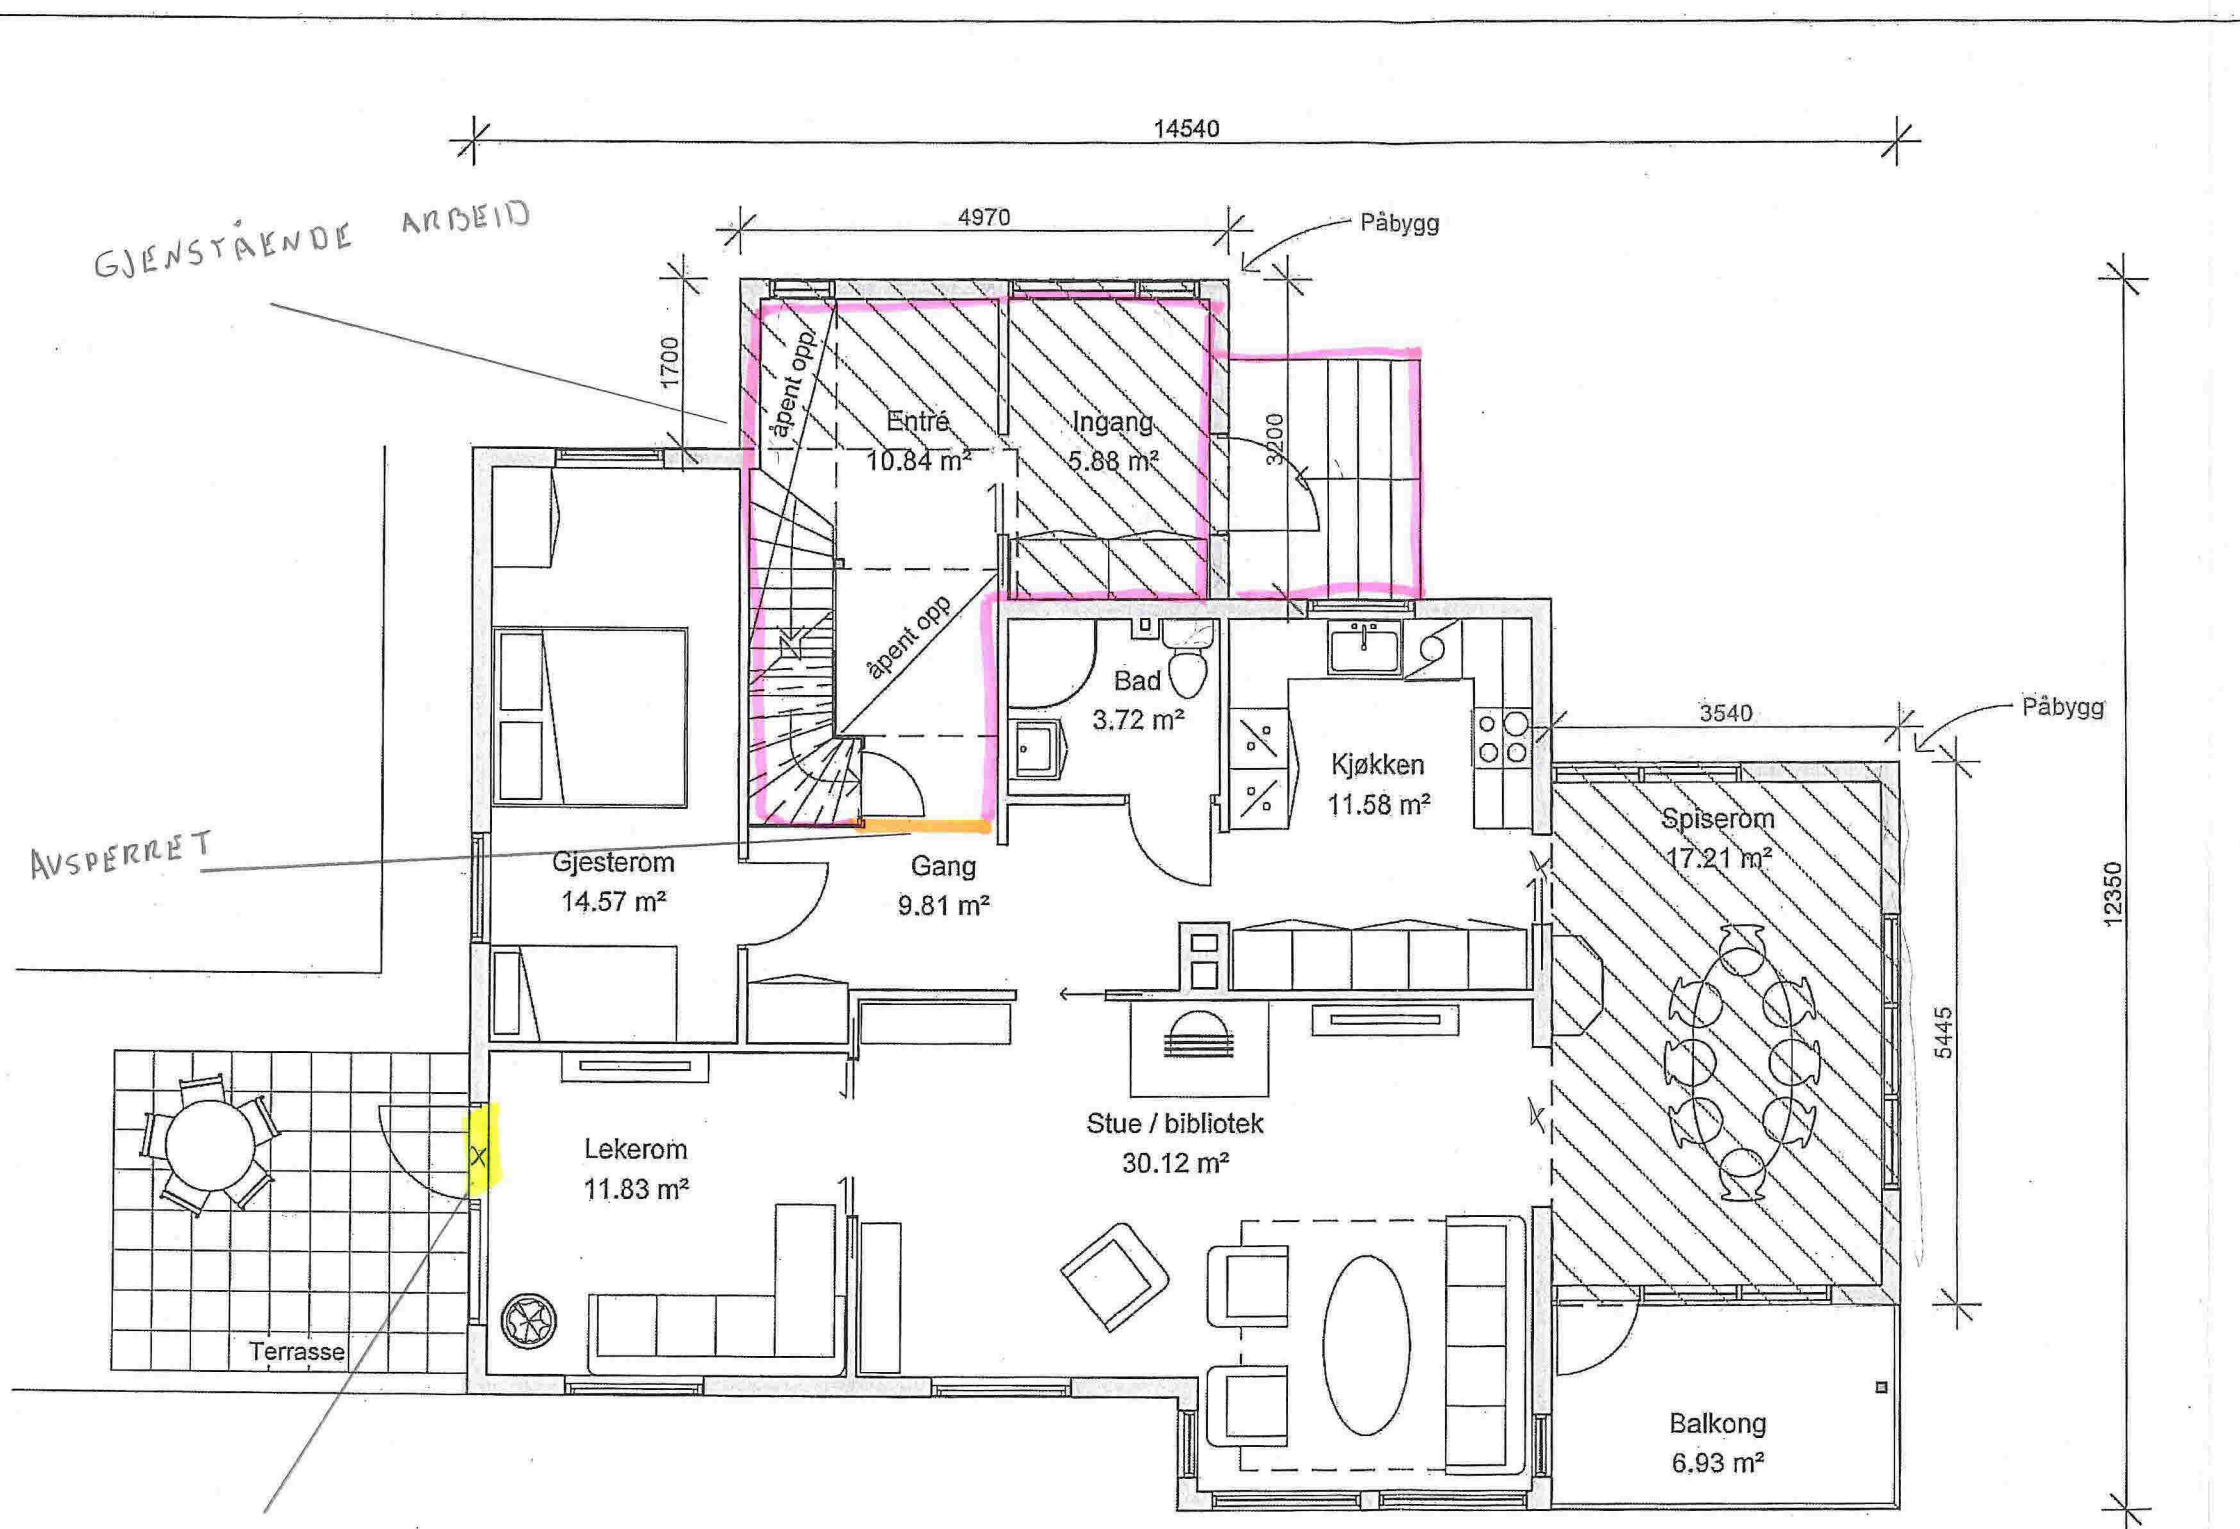 14540
4970
Påbygg
GJENSTÅENDE ARBEID
1700
åpent opp
Entré
10.84 m²
Ingang
5.88 m²
3200
åpent opp
Bad
3.72 m²
Kjøkken
11.58 m²
3540
Påbygg
Spiserom
17.21 m²
12350
AVSPERRET
Gjesterom
14.57 m²
Gang
9.81 m²
5445
Lekerom
11.83 m²
Stue / bibliotek
30.12 m²
X
Terrasse
Balkong
6.93 m²